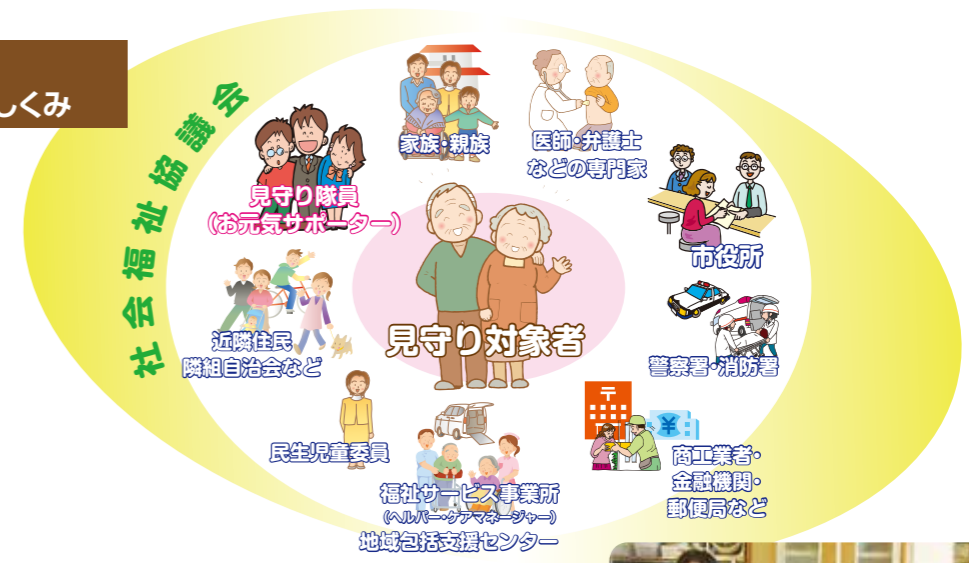 しくみ
社会福祉協議会
家族・親族
医師・弁護士
などの専門家
見守り隊員
(お元気サポーター)
市役所
見守り対象者
近隣住民
隣組自治会など
警察署・消防署
民生児童委員
商工業者・
金融機関・
郵便局など
福祉サービス事業所
(ヘルパー・ケアマネージャー)
地域包括支援センター